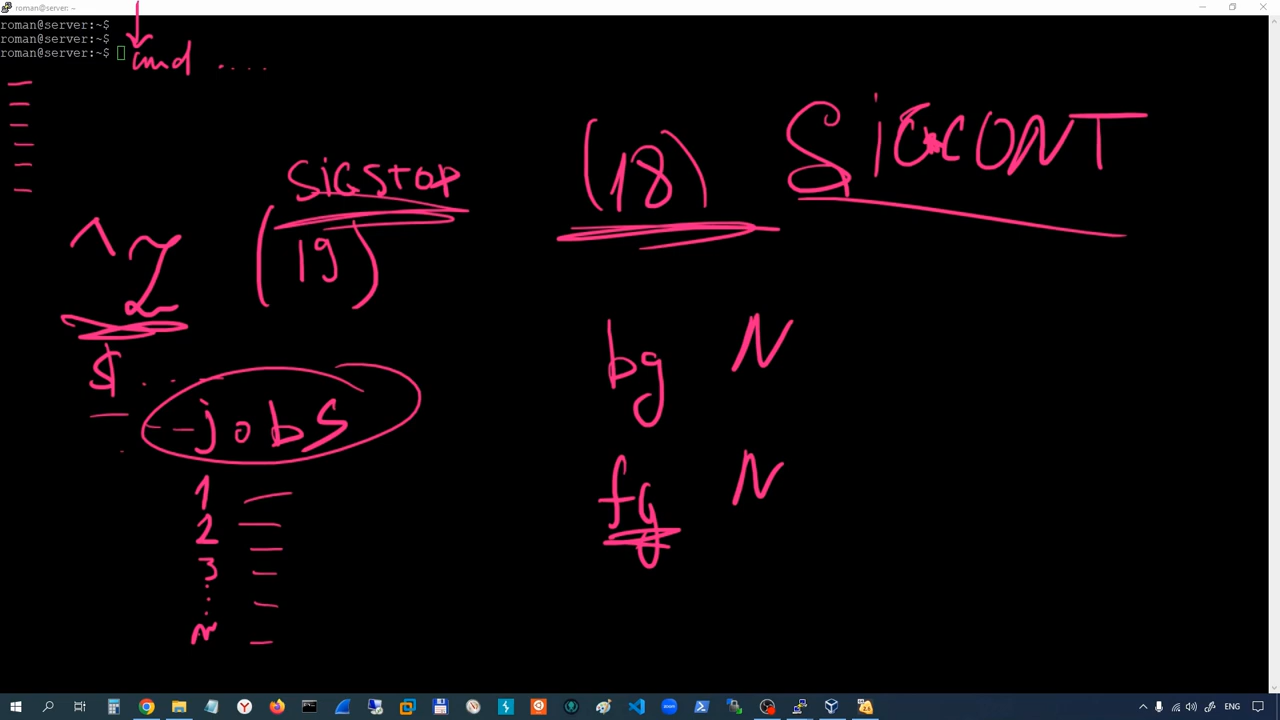 roman@server: ~
roman@server:~$
roman@server:~$
roman@server:~$
cmd ....
SIGSTOP
(19)
(18)
SIGCONT
^Z
$ ...
jobs
1
2
3
N
bg N
fg N
ENG